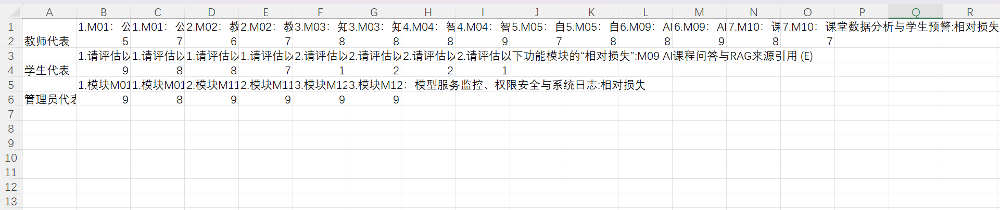 A B C D E F G H I J K L M N O P Q R
1 1.M01：公 1.M01：公 2.M02：教 2.M02：教 3.M03：知 3.M03：知 4.M04：智 4.M04：智 5.M05：自 5.M05：自 6.M09：AI 6.M09：AI 7.M10：课 7.M10：课堂数据分析与学生预警:相对损失
2 教师代表 5 7 6 7 8 8 8 9 7 8 8 9 8 7
3 1.请评估以 1.请评估以 1.请评估以 1.请评估以 2.请评估以 2.请评估以 2.请评估以 2.请评估以下功能模块的“相对损失”:M09 AI课程问答与RAG来源引用 (E)
4 学生代表 9 8 8 7 1 2 2 1
5 1.模块M01 1.模块M01 2.模块M11 2.模块M11 3.模块M12 3.模块M12：模型服务监控、权限安全与系统日志:相对损失
6 管理员代表 9 8 9 9 9 9
7
8
9
10
11
12
13